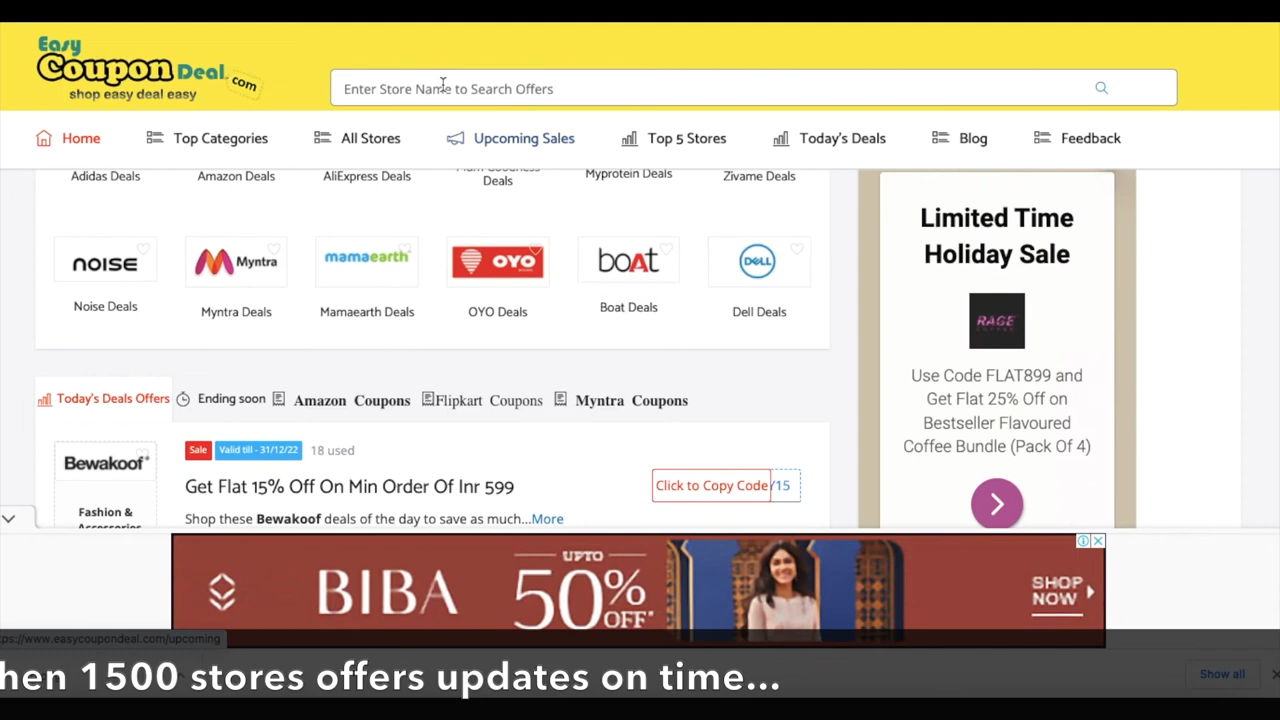 Easy
Coupon Deal.com
shop easy deal easy
Enter Store Name to Search Offers
Home
Top Categories
All Stores
Upcoming Sales
Top 5 Stores
Today's Deals
Blog
Feedback
Adidas Deals
Amazon Deals
AliExpress Deals
Deals
Myprotein Deals
Zivame Deals
NOISE
Myntra
mamaearth
OYO
boAt
DELL
Noise Deals
Myntra Deals
Mamaearth Deals
OYO Deals
Boat Deals
Dell Deals
Limited Time
Holiday Sale
RAGE
COFFEE
Use Code FLAT899 and
Get Flat 25% Off on
Bestseller Flavoured
Coffee Bundle (Pack Of 4)
Today's Deals Offers
Ending soon
Amazon Coupons
Flipkart Coupons
Myntra Coupons
Bewakoof
Fashion &
Sale
Valid till - 31/12/22
18 used
Get Flat 15% Off On Min Order Of Inr 599
Click to Copy Code
15
Shop these Bewakoof deals of the day to save as much...More
BIBA
UPTO
50%
OFF*
SHOP
NOW
tps://www.easycoupondeal.com/upcoming
hen 1500 stores offers updates on time...
Show all